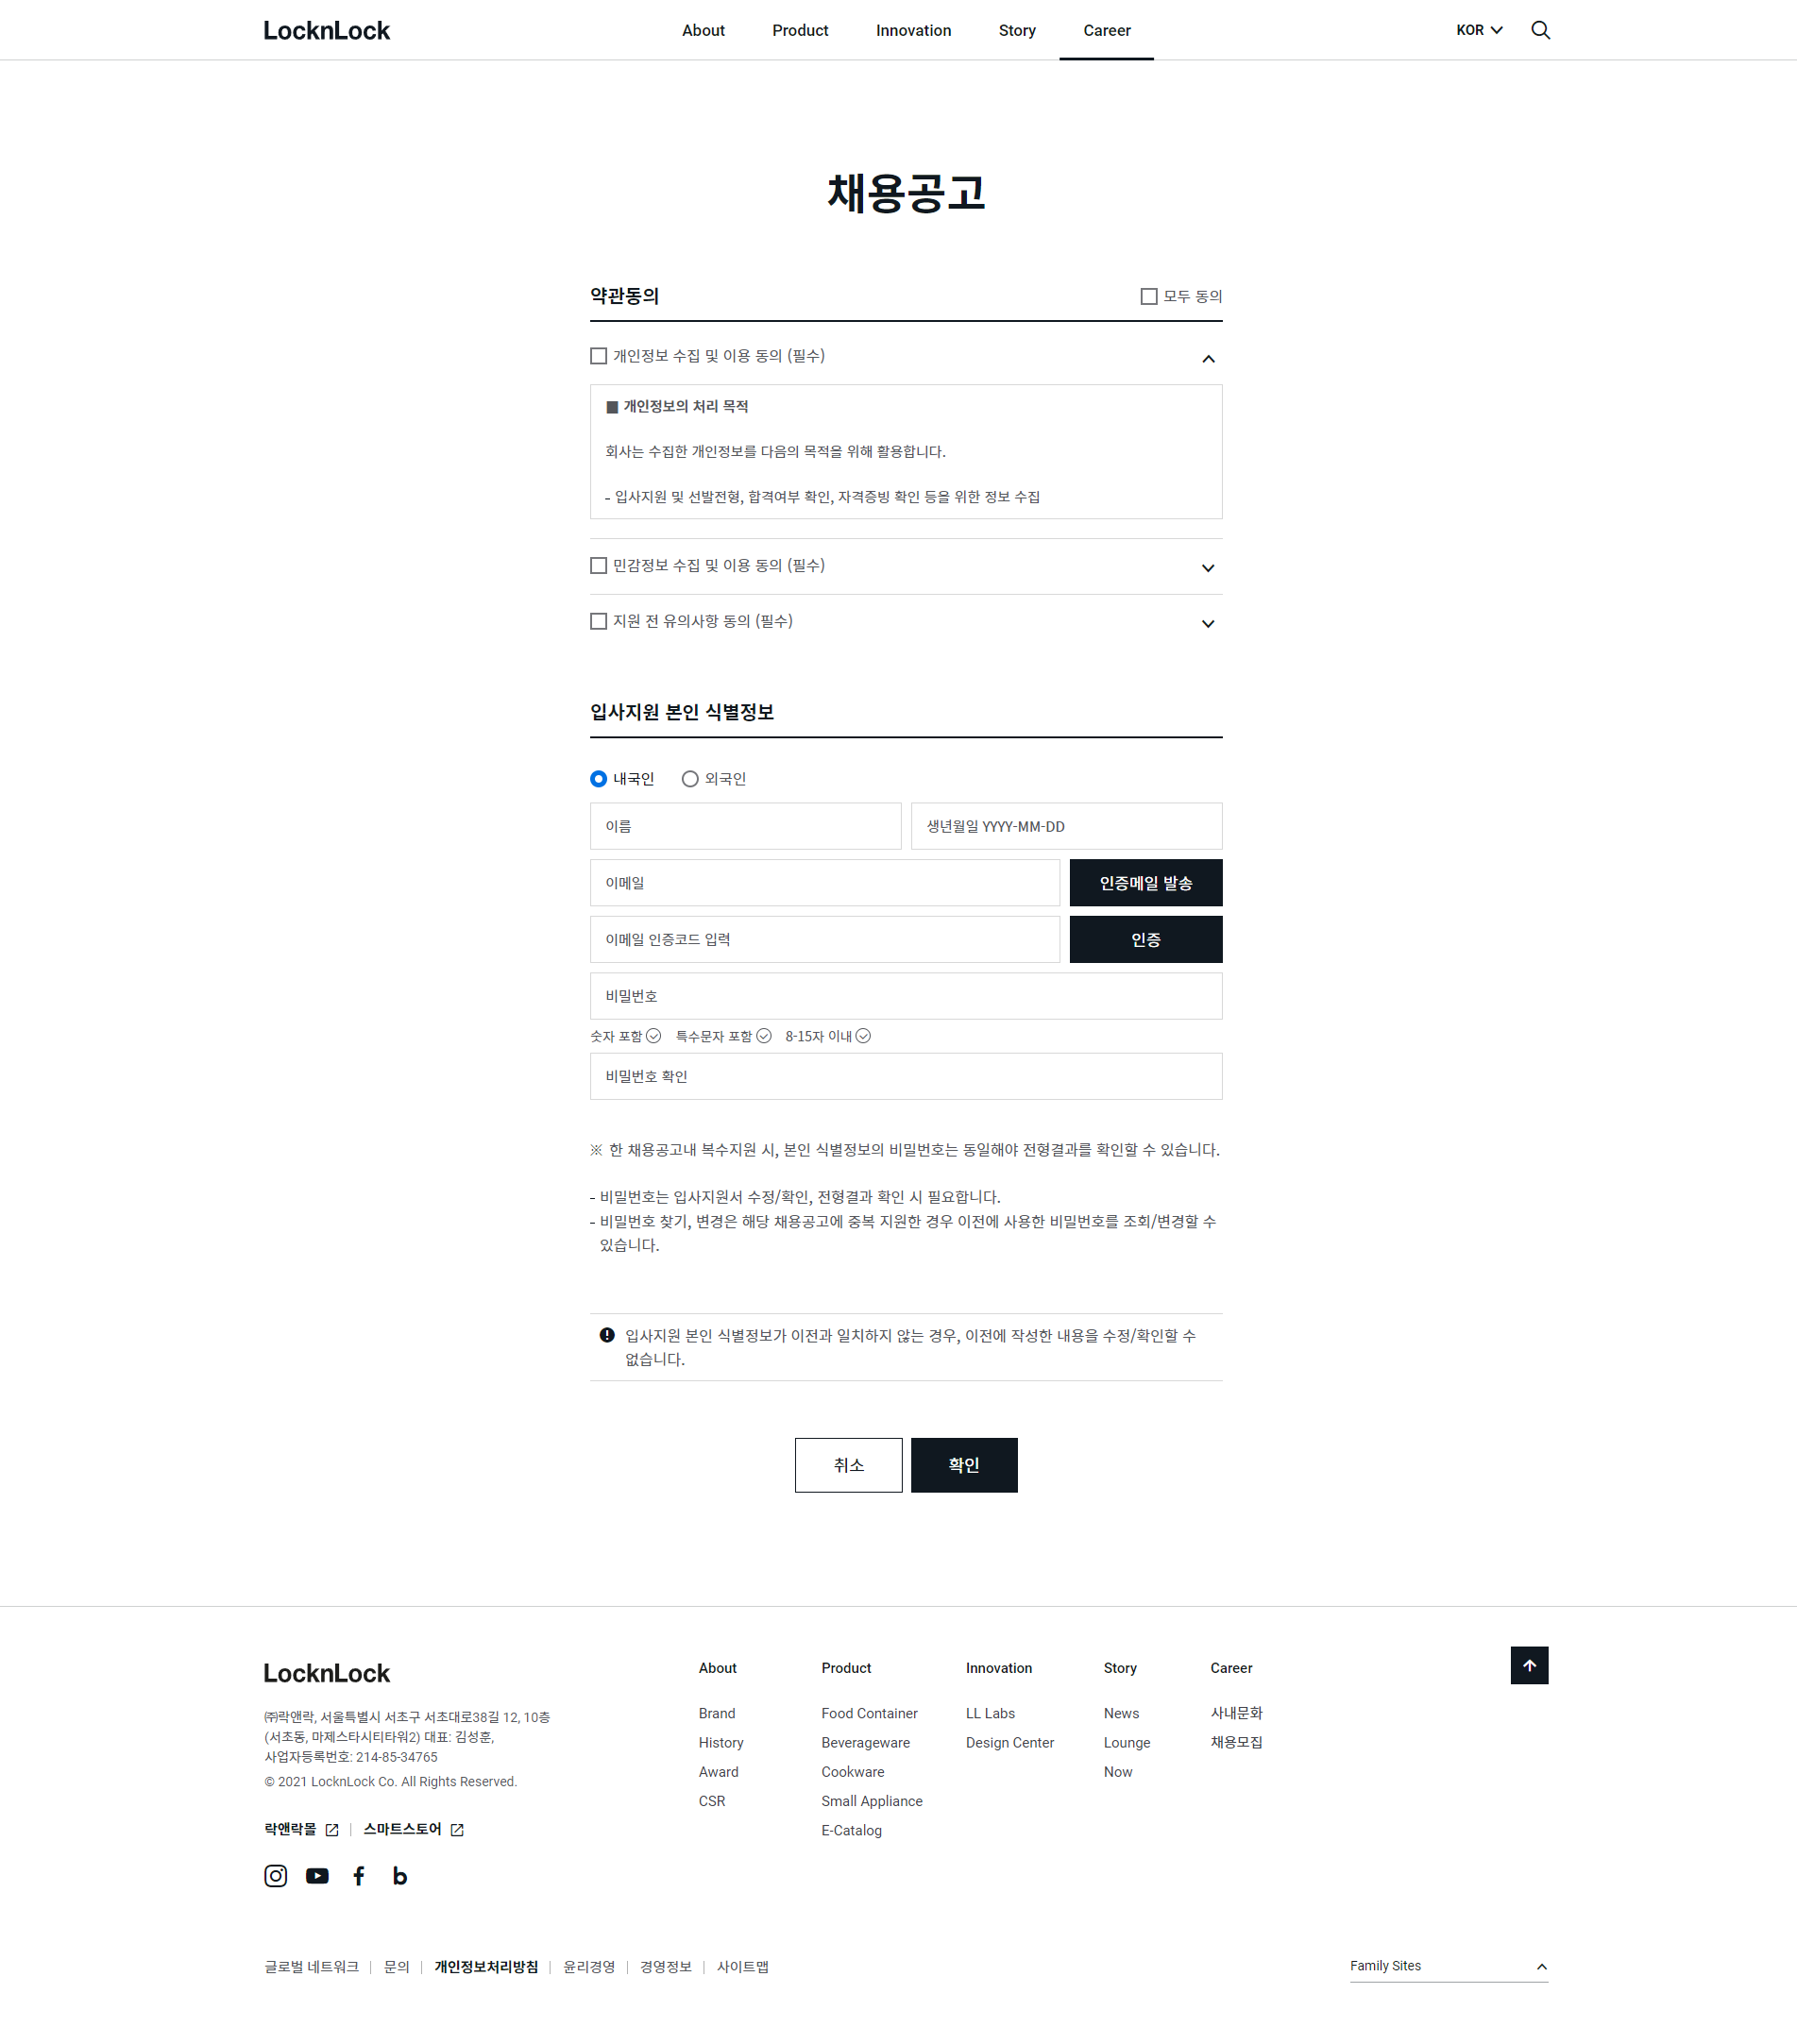 LocknLock
About
Product
Innovation
Story
Career
KOR
채용공고
약관동의
모두 동의
개인정보 수집 및 이용 동의 (필수)
■ 개인정보의 처리 목적
회사는 수집한 개인정보를 다음의 목적을 위해 활용합니다.
- 입사지원 및 선발전형, 합격여부 확인, 자격증빙 확인 등을 위한 정보 수집
민감정보 수집 및 이용 동의 (필수)
지원 전 유의사항 동의 (필수)
입사지원 본인 식별정보
내국인
외국인
이름
생년월일 YYYY-MM-DD
이메일
인증메일 발송
이메일 인증코드 입력
인증
비밀번호
숫자 포함
특수문자 포함
8-15자 이내
비밀번호 확인
※ 한 채용공고내 복수지원 시, 본인 식별정보의 비밀번호는 동일해야 전형결과를 확인할 수 있습니다.
- 비밀번호는 입사지원서 수정/확인, 전형결과 확인 시 필요합니다.
- 비밀번호 찾기, 변경은 해당 채용공고에 중복 지원한 경우 이전에 사용한 비밀번호를 조회/변경할 수
있습니다.
입사지원 본인 식별정보가 이전과 일치하지 않는 경우, 이전에 작성한 내용을 수정/확인할 수
없습니다.
취소
확인
LocknLock
㈜락앤락, 서울특별시 서초구 서초대로38길 12, 10층
(서초동, 마제스타시티타워2) 대표: 김성훈,
사업자등록번호: 214-85-34765
© 2021 LocknLock Co. All Rights Reserved.
락앤락몰
스마트스토어
About
Brand
History
Award
CSR
Product
Food Container
Beverageware
Cookware
Small Appliance
E-Catalog
Innovation
LL Labs
Design Center
Story
News
Lounge
Now
Career
사내문화
채용모집
글로벌 네트워크
문의
개인정보처리방침
윤리경영
경영정보
사이트맵
Family Sites